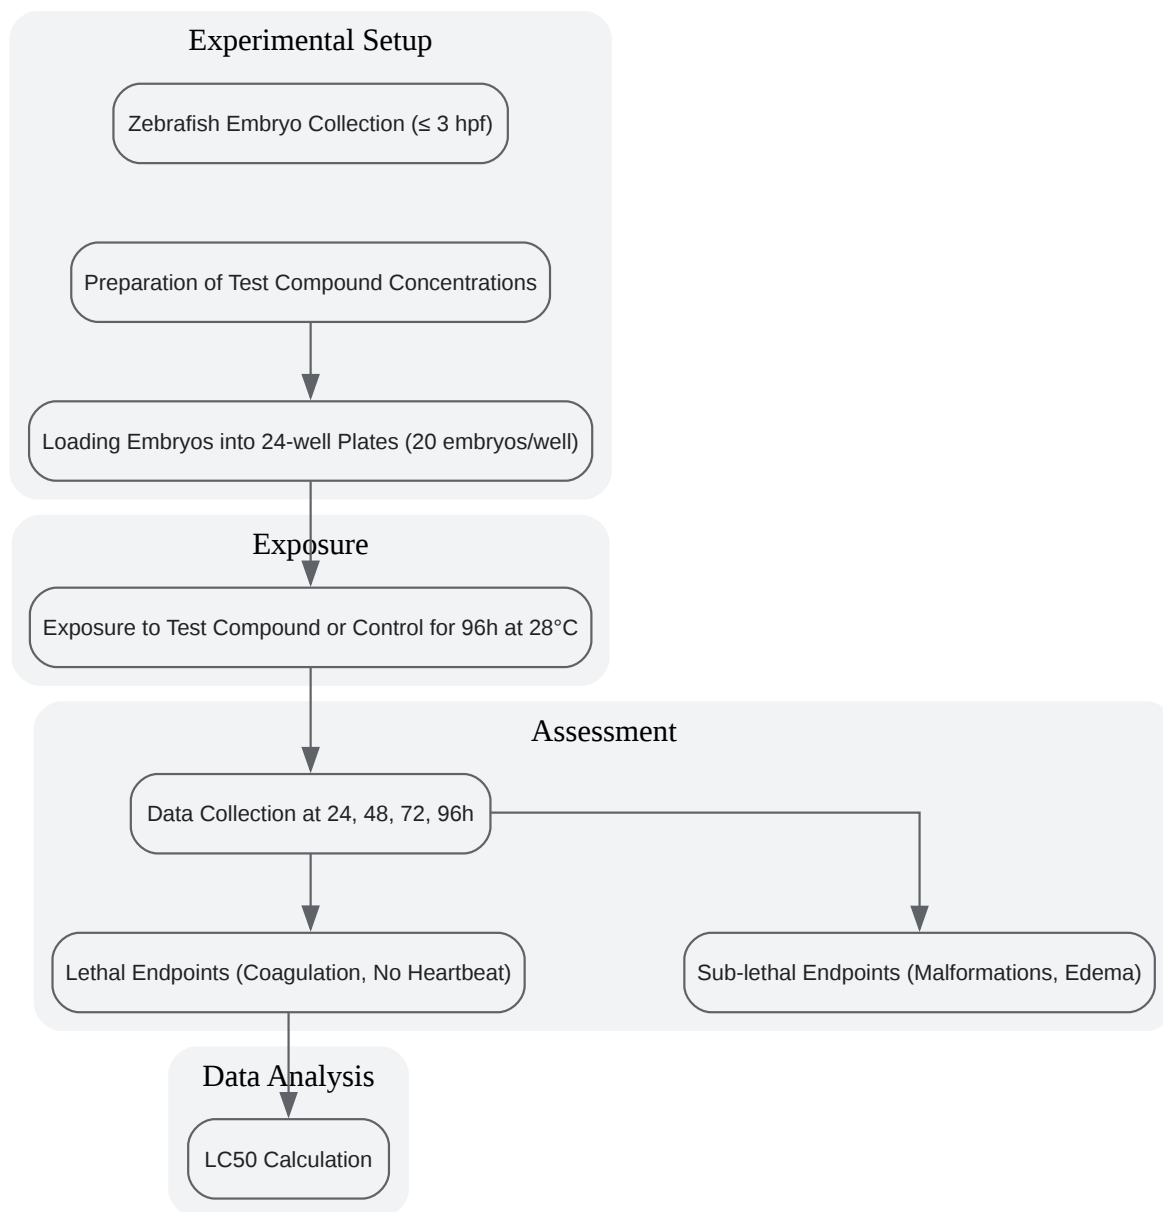 Experimental Setup
Zebrafish Embryo Collection (≤ 3 hpf)
Preparation of Test Compound Concentrations
Loading Embryos into 24-well Plates (20 embryos/well)
Exposure
Exposure to Test Compound or Control for 96h at 28°C
Assessment
Data Collection at 24, 48, 72, 96h
Lethal Endpoints (Coagulation, No Heartbeat)
Sub-lethal Endpoints (Malformations, Edema)
Data Analysis
LC50 Calculation